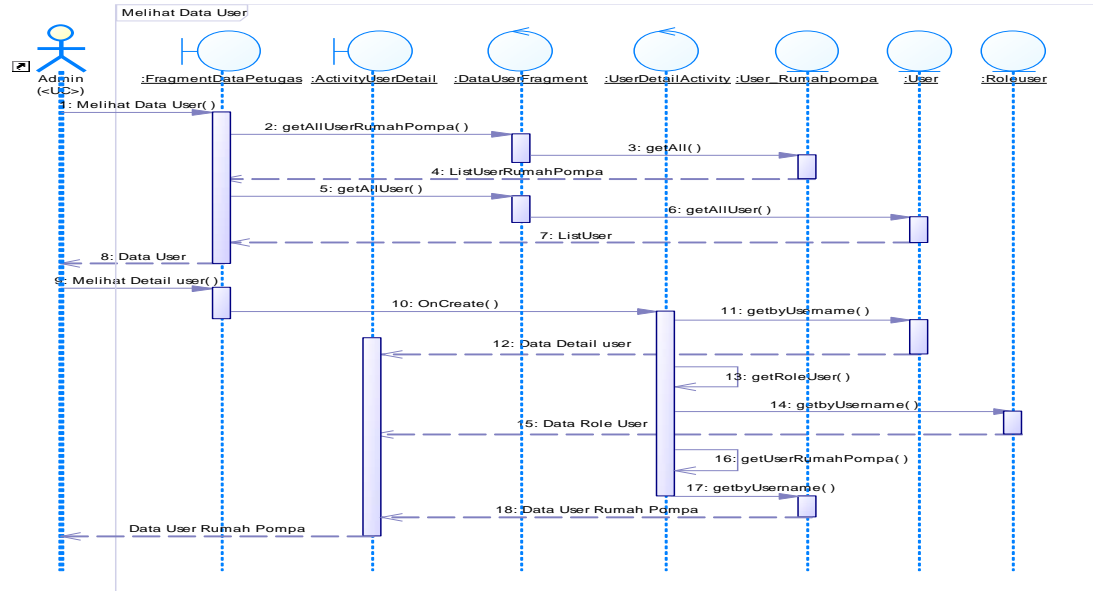 Melihat Data User
Admin
(<UC>)
:FragmentDataPetugas
:ActivityUserDetail
:DataUserFragment
:UserDetailActivity
:User_Rumahpompa
:User
:Roleuser
1: Melihat Data User()
2: getAllUserRumahPompa()
3: getAll()
4: ListUserRumahPompa
5: getAllUser()
6: getAllUser()
7: ListUser
8: Data User
9: Melihat Detail user()
10: OnCreate()
11: getbyUsername()
12: Data Detail user
13: getRoleUser()
14: getbyUsername()
15: Data Role User
16: getUserRumahPompa()
17: getbyUsername()
18: Data User Rumah Pompa
Data User Rumah Pompa